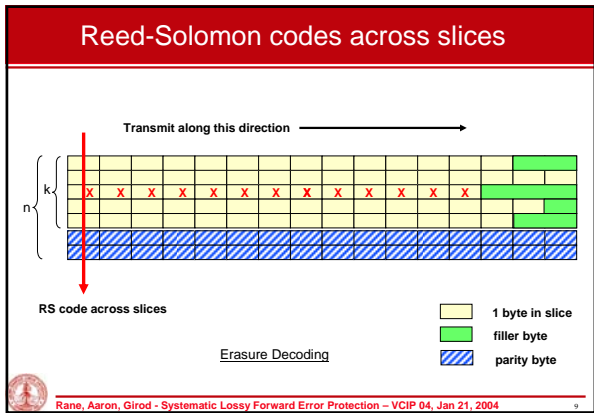 Reed-Solomon codes across slices
Transmit along this direction
n
k
X X X X X X X X X X X X X
RS code across slices
1 byte in slice
filler byte
parity byte
Erasure Decoding
Rane, Aaron, Girod - Systematic Lossy Forward Error Protection – VCIP 04, Jan 21, 2004 9